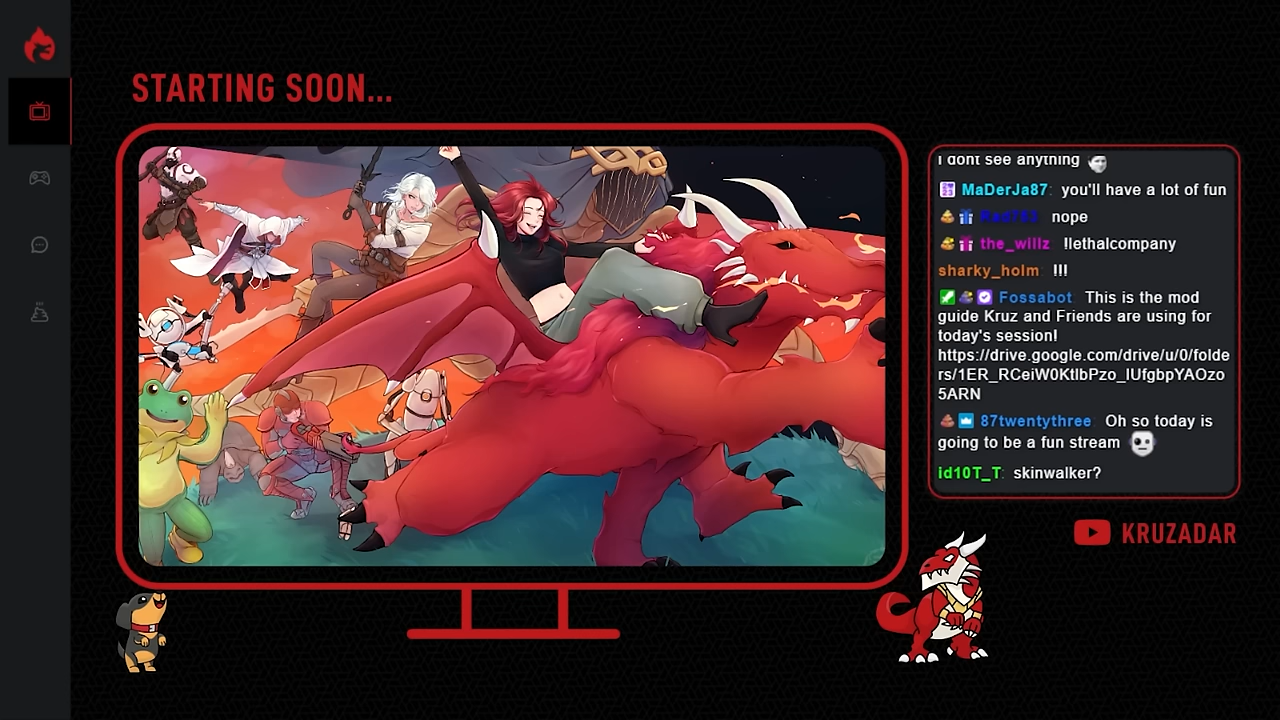 STARTING SOON...
I dont see anything
MaDerJa87: you'll have a lot of fun
nope
the_willz: !lethalcompany
sharky_holm: !!!
Fossabot: This is the mod
guide Kruz and Friends are using for
today's session!
https://drive.google.com/drive/u/0/folde
rs/1ER_RCeiW0KtlbPzo_lUfgbpYAOzo
5ARN
87twentythree: Oh so today is
going to be a fun stream
id10T_T: skinwalker?
KRUZADAR